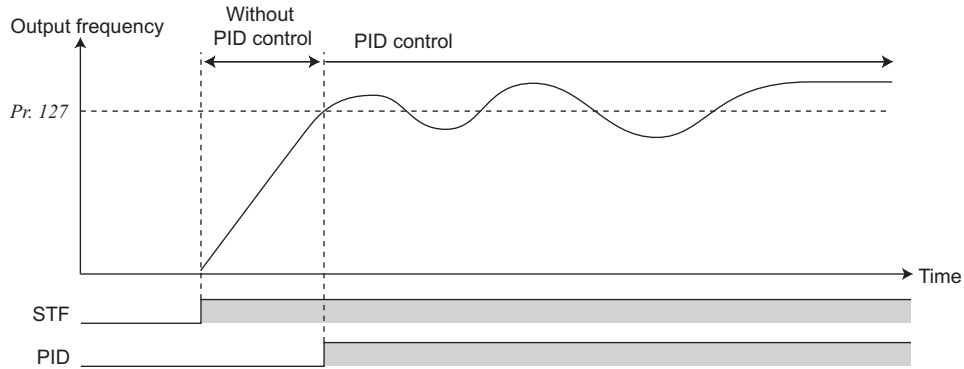 Without
PID control
Output frequency
PID control
Pr. 127
Time
STF
PID